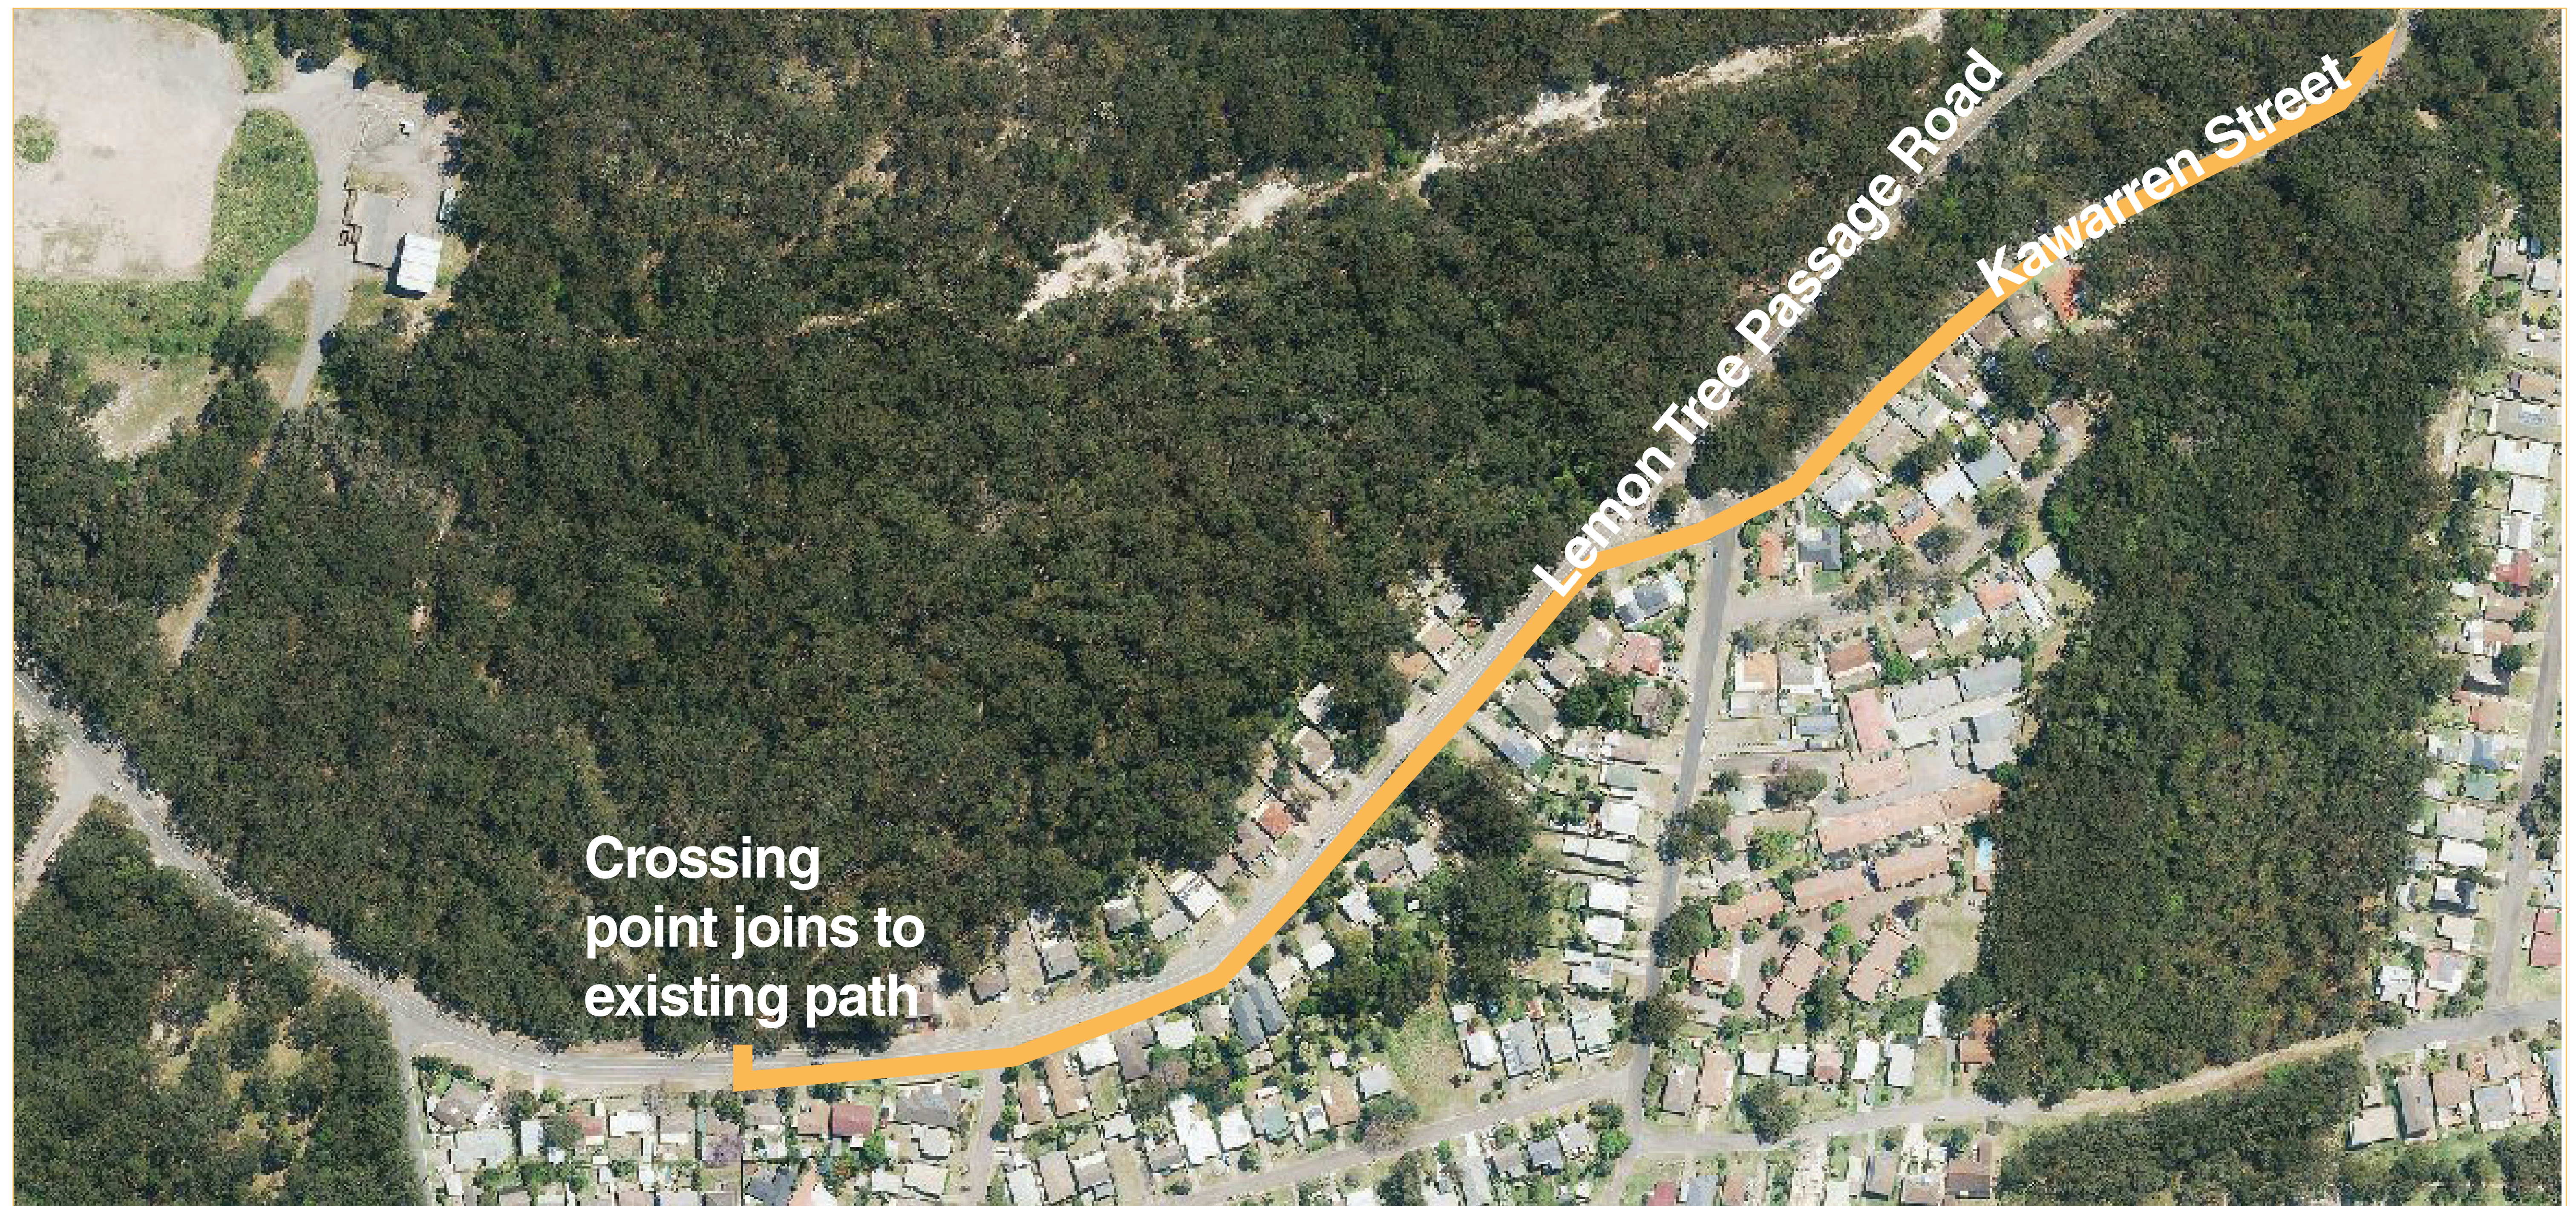 Lemon Tree Passage Road
Kawarren Street
Crossing
point joins to
existing path